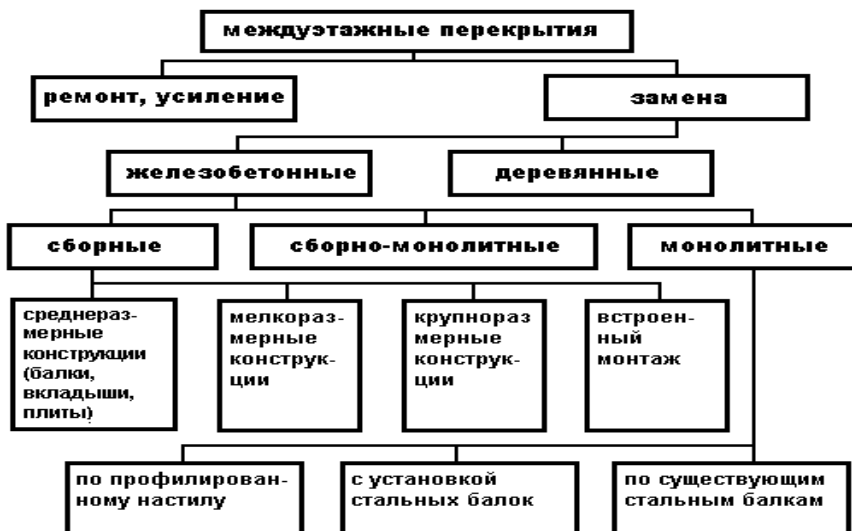 междуэтажные перекрытия
ремонт, усиление
замена
железобетонные
деревянные
сборные
сборно-монолитные
монолитные
среднераз-
мерные
конструкции
(балки,
вкладыши,
плиты)
мелкораз-
мерные
конструк-
ции
крупнораз
мерные
конструк-
ции
встроен-
ный
монтаж
по профилирован-
ному настилу
с установкой
стальных балок
по существующим
стальным балкам